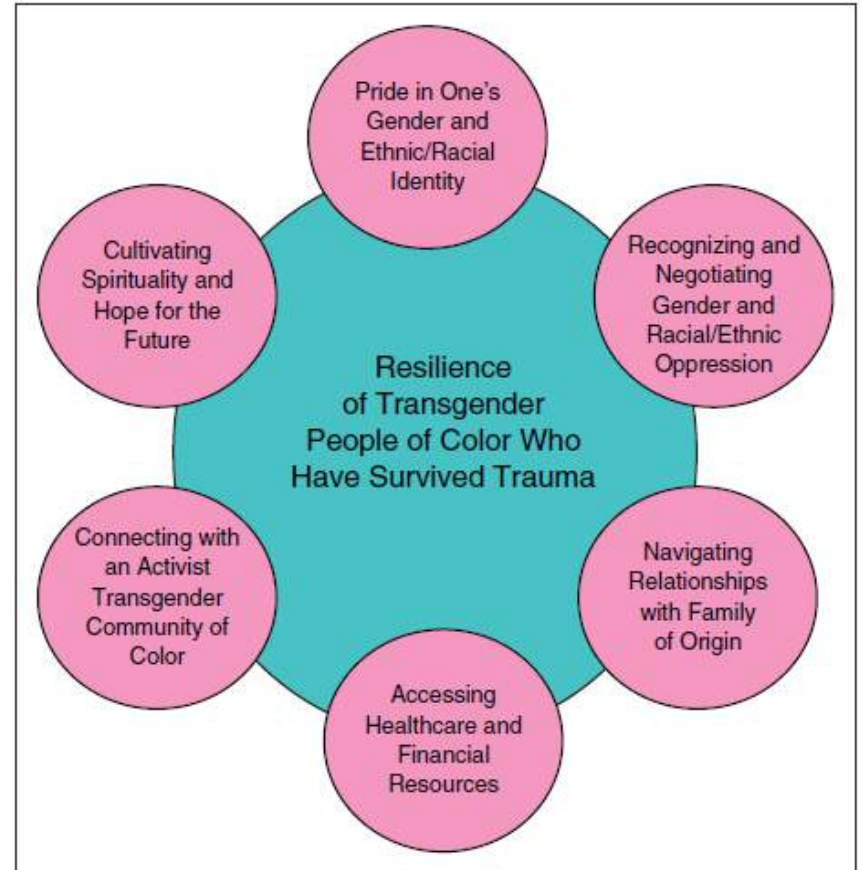 Pride in One's
Gender and
Ethnic/Racial
Identity
Recognizing and
Negotiating
Gender and
Racial/Ethnic
Oppression
Navigating
Relationships
with Family
of Origin
Accessing
Healthcare and
Financial
Resources
Connecting with
an Activist
Transgender
Community of
Color
Cultivating
Spirituality and
Hope for the
Future
Resilience
of Transgender
People of Color Who
Have Survived Trauma